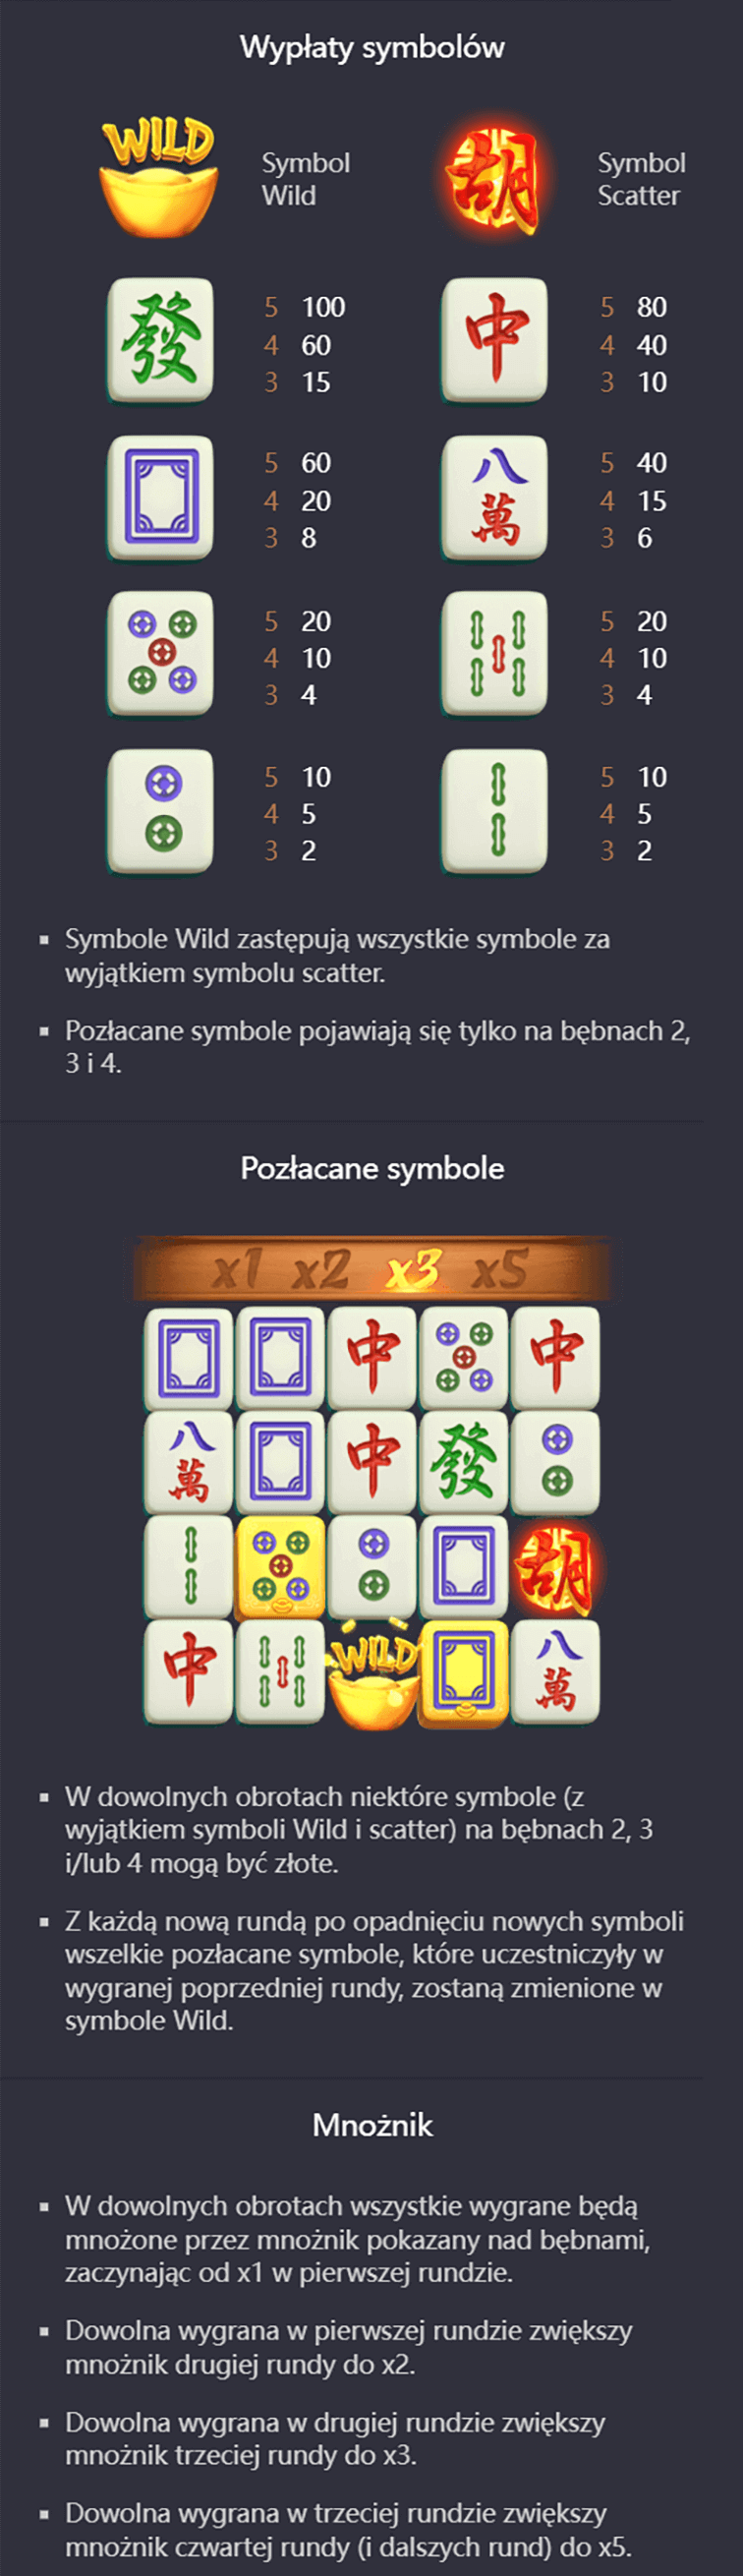 Wypłaty symbolów
WILD
Symbol
Wild
胡
Symbol
Scatter
發
5 100
4 60
3 15
中
5 80
4 40
3 10
5 60
4 20
3 8
八
萬
5 40
4 15
3 6
5 20
4 10
3 4
5 20
4 10
3 4
5 10
4 5
3 2
5 10
4 5
3 2
▪ Symbole Wild zastępują wszystkie symbole za
wyjątkiem symbolu scatter.
▪ Pozłacane symbole pojawiają się tylko na bębnach 2,
3 i 4.
Pozłacane symbole
x1 x2 x3 x5
中 中
八
萬 中 發
胡
中 WILD 八
萬
▪ W dowolnych obrotach niektóre symbole (z
wyjątkiem symboli Wild i scatter) na bębnach 2, 3
i/lub 4 mogą być złote.
▪ Z każdą nową rundą po opadnięciu nowych symboli
wszelkie pozłacane symbole, które uczestniczyły w
wygranej poprzedniej rundy, zostaną zmienione w
symbole Wild.
Mnożnik
▪ W dowolnych obrotach wszystkie wygrane będą
mnożone przez mnożnik pokazany nad bębnami,
zaczynając od x1 w pierwszej rundzie.
▪ Dowolna wygrana w pierwszej rundzie zwiększy
mnożnik drugiej rundy do x2.
▪ Dowolna wygrana w drugiej rundzie zwiększy
mnożnik trzeciej rundy do x3.
▪ Dowolna wygrana w trzeciej rundzie zwiększy
mnożnik czwartej rundy (i dalszych rund) do x5.